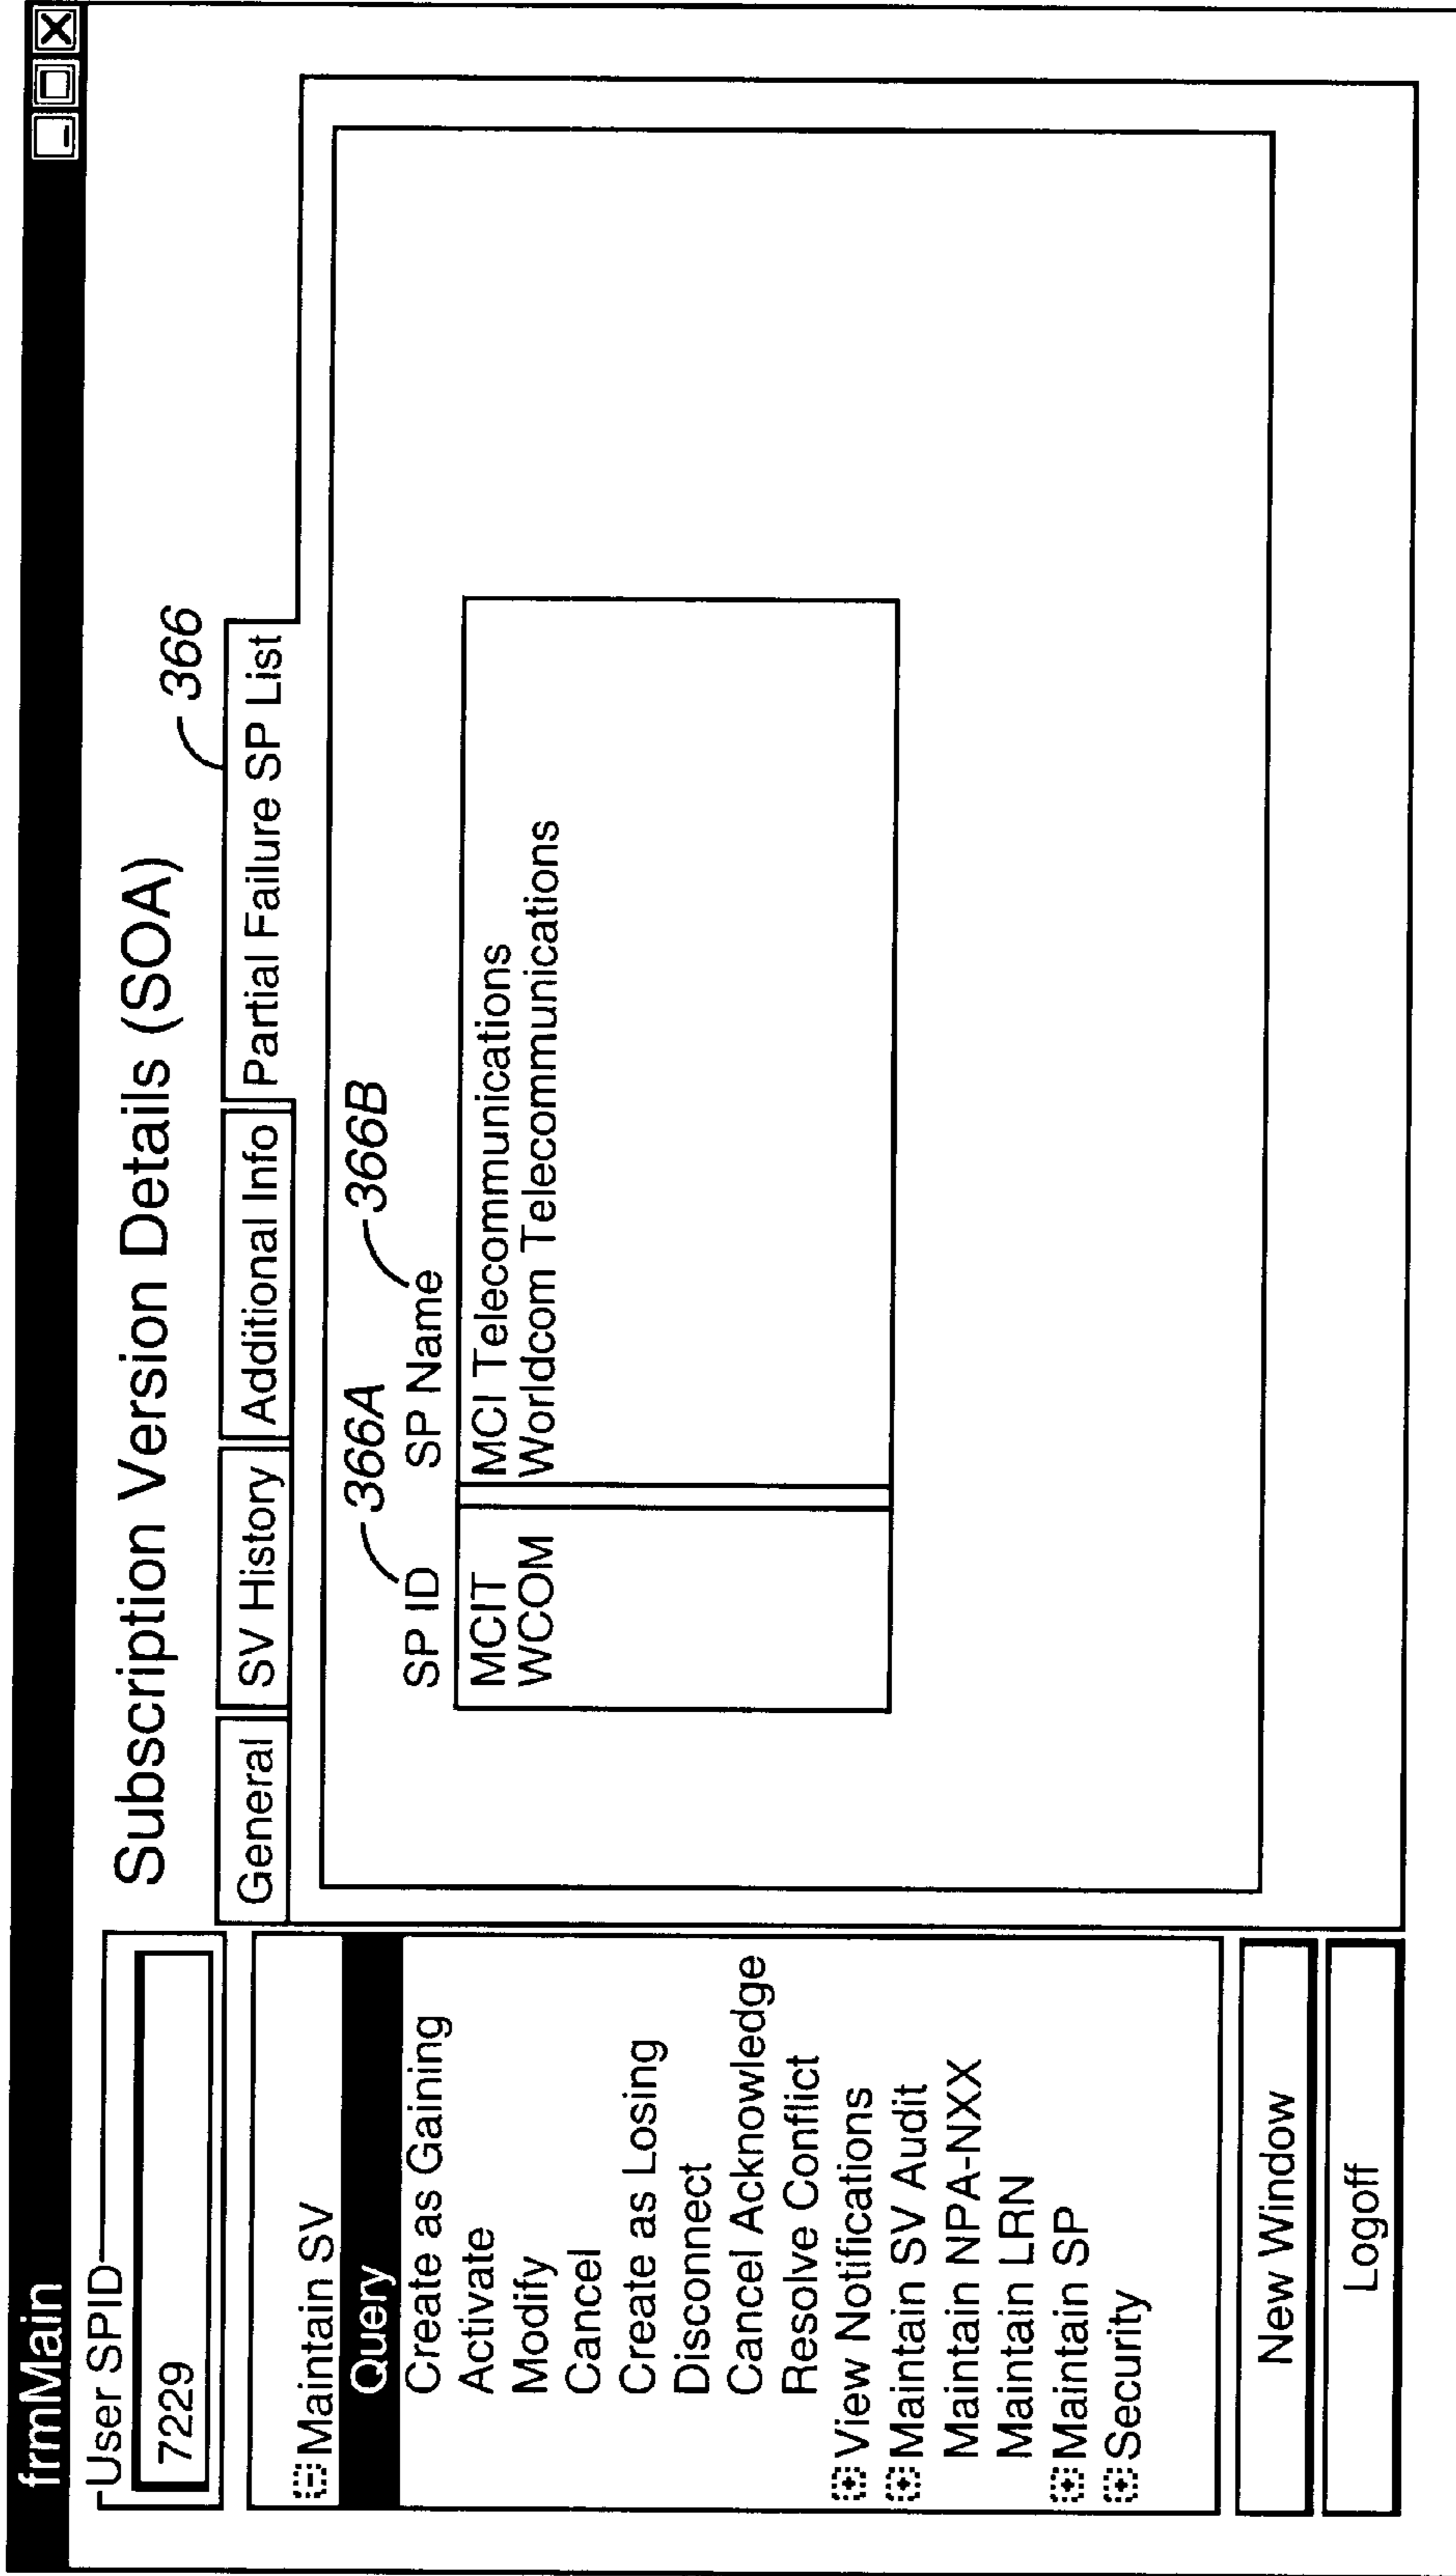 frmMain
User SPID
7229
Maintain SV
Query
Create as Gaining
Activate
Modify
Cancel
Create as Losing
Disconnect
Cancel Acknowledge
Resolve Conflict
View Notifications
Maintain SV Audit
Maintain NPA-NXX
Maintain LRN
Maintain SP
Security
New Window
Logoff
Subscription Version Details (SOA)
366
General SV History Additional Info Partial Failure SP List
366A 366B
SP ID SP Name
MCIT MCI Telecommunications
WCOM Worldcom Telecommunications